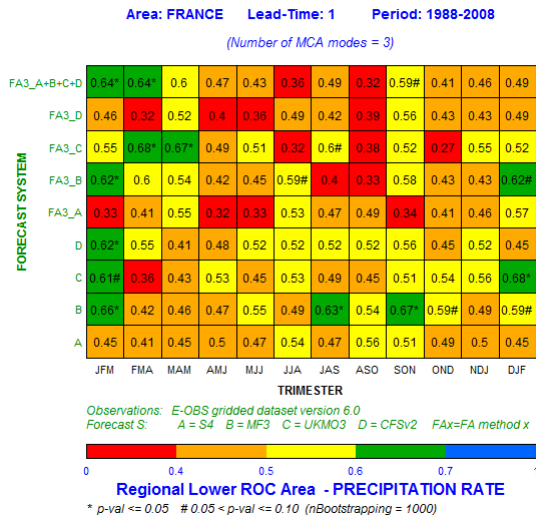 Area: FRANCE Lead-Time: 1 Period: 1988-2008
(Number of MCA modes = 3)
FORECAST SYSTEM
FA3_A+B+C+D 0.64* 0.64* 0.6 0.47 0.43 0.36 0.49 0.32 0.59# 0.41 0.46 0.49
FA3_D 0.46 0.32 0.52 0.4 0.36 0.49 0.42 0.39 0.56 0.43 0.43 0.49
FA3_C 0.55 0.68* 0.67* 0.49 0.51 0.32 0.6# 0.38 0.52 0.27 0.55 0.52
FA3_B 0.62* 0.6 0.54 0.42 0.45 0.59# 0.4 0.33 0.58 0.43 0.43 0.62#
FA3_A 0.33 0.41 0.55 0.32 0.33 0.53 0.47 0.49 0.34 0.41 0.46 0.57
D 0.62* 0.55 0.41 0.48 0.52 0.52 0.52 0.52 0.56 0.45 0.52 0.45
C 0.61# 0.36 0.43 0.53 0.45 0.53 0.49 0.45 0.51 0.54 0.56 0.68*
B 0.66* 0.42 0.46 0.47 0.55 0.49 0.63* 0.54 0.67* 0.59# 0.49 0.59#
A 0.45 0.41 0.45 0.5 0.47 0.54 0.47 0.56 0.51 0.49 0.5 0.45
JFM FMA MAM AMJ MJJ JJA JAS ASO SON OND NDJ DJF
TRIMESTER
Observations: E-OBS gridded dataset version 6.0
Forecast S: A = S4 B = MF3 C = UKMO3 D = CFSv2 FAx=FA method x
0 0.4 0.5 0.6 0.7 1
Regional Lower ROC Area - PRECIPITATION RATE
* p-val <= 0.05 # 0.05 < p-val <= 0.10 (nBootstrapping = 1000)